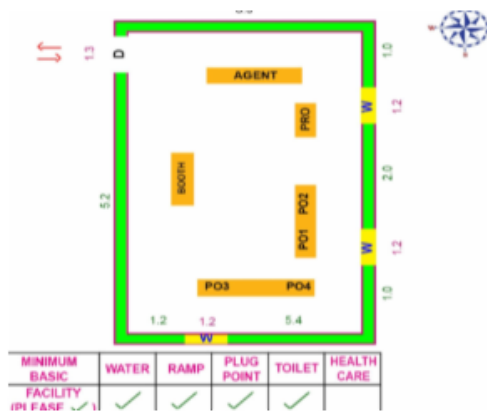 1.3
D
1.0
AGENT
W
1.2
PRO
BOOTH
2.0
5.2
PO1 PO2
W
1.2
PO3 PO4
1.0
1.2 1.2 5.4
W
MINIMUM BASIC WATER RAMP PLUG POINT TOILET HEALTH CARE
FACILITY (PLEASE ✓) ✓ ✓ ✓ ✓